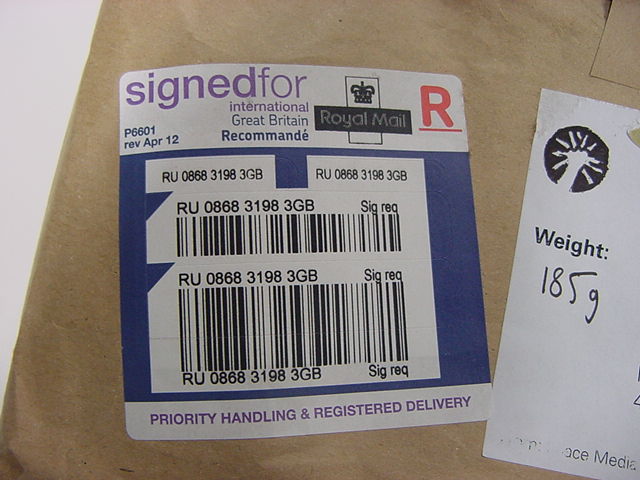 signedfor
international
Great Britain
Recommandé
P6601
rev Apr 12
Royal Mail
R
RU 0868 3198 3GB
RU 0868 3198 3GB
RU 0868 3198 3GB Sig req
RU 0868 3198 3GB Sig req
RU 0868 3198 3GB Sig req
PRIORITY HANDLING & REGISTERED DELIVERY
Weight:
185g
Media